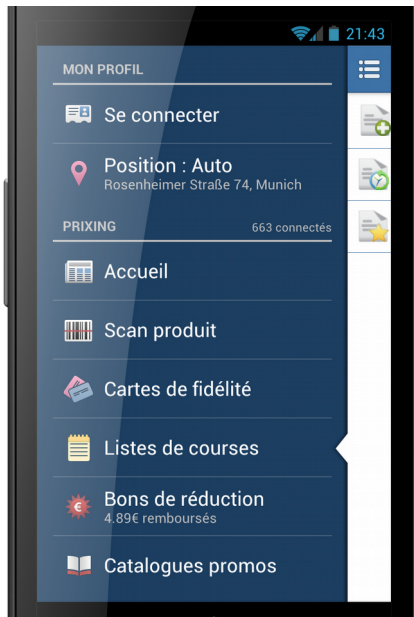 21:43
MON PROFIL
Se connecter
Position : Auto
Rosenheimer Straße 74, Munich
PRIXING 663 connectés
Accueil
Scan produit
Cartes de fidélité
Listes de courses
Bons de réduction
4.89€ remboursés
Catalogues promos